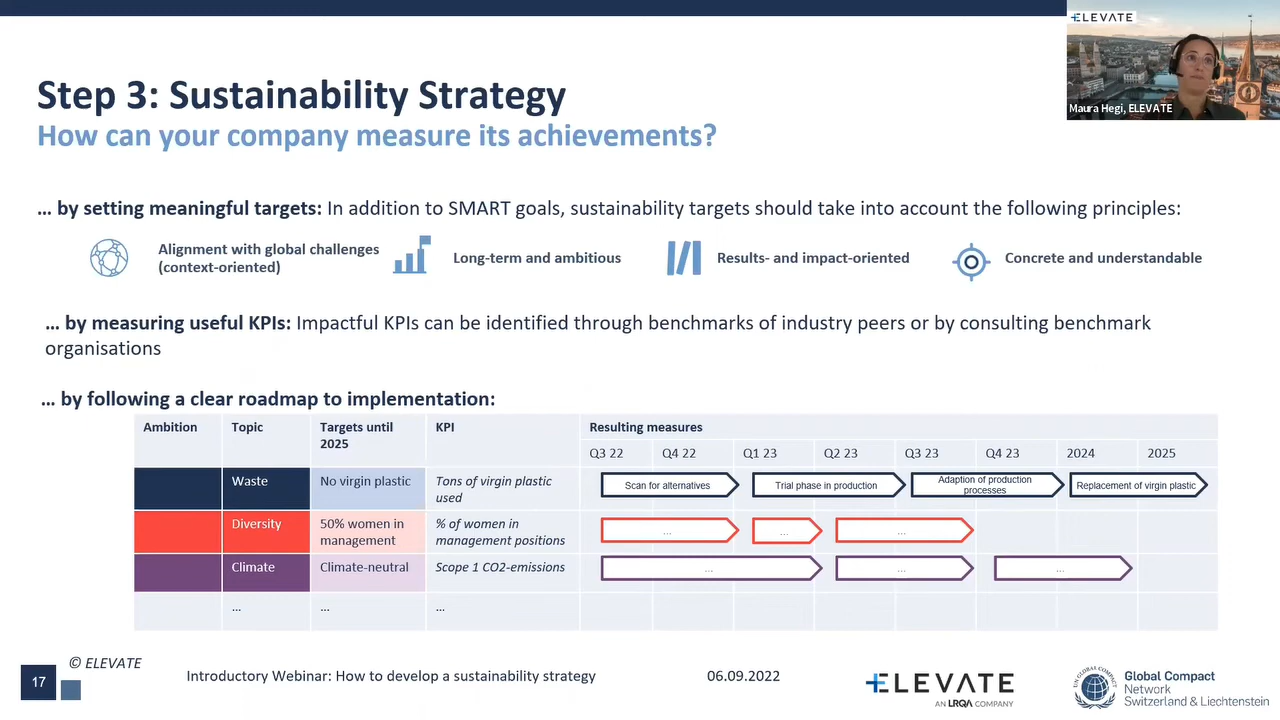 ELEVATE
Maura Hegi, ELEVATE
Step 3: Sustainability Strategy
How can your company measure its achievements?
... by setting meaningful targets: In addition to SMART goals, sustainability targets should take into account the following principles:
Alignment with global challenges
(context-oriented)
Long-term and ambitious
Results- and impact-oriented
Concrete and understandable
... by measuring useful KPIs: Impactful KPIs can be identified through benchmarks of industry peers or by consulting benchmark
organisations
... by following a clear roadmap to implementation:
Ambition Topic Targets until KPI Resulting measures
2025
Q3 22 Q4 22 Q1 23 Q2 23 Q3 23 Q4 23 2024 2025
Waste No virgin plastic Tons of virgin plastic
used
Scan for alternatives Trial phase in production Adaption of production
processes
Replacement of virgin plastic
Diversity 50% women in % of women in
management management positions
... ... ...
Climate Climate-neutral Scope 1 CO2-emissions
... ... ...
... ... ...
17
© ELEVATE
Introductory Webinar: How to develop a sustainability strategy
06.09.2022
ELEVATE
AN LRQA COMPANY
Global Compact
Network
Switzerland & Liechtenstein